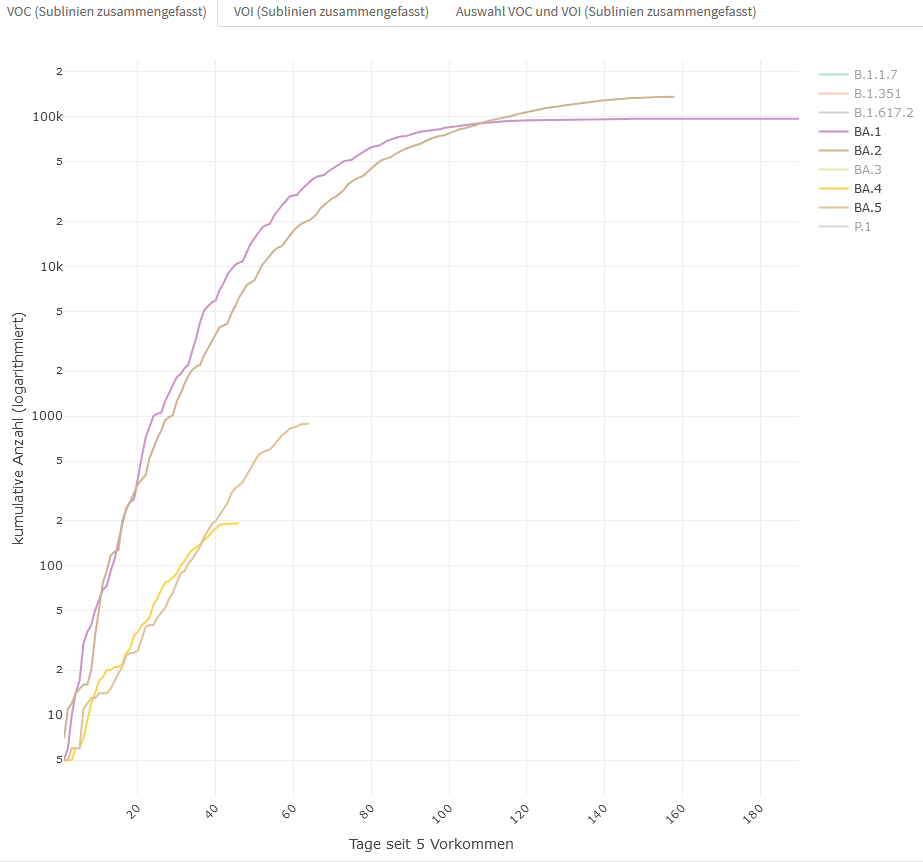 VOC (Sublinien zusammengefasst)
VOI (Sublinien zusammengefasst)
Auswahl VOC und VOI (Sublinien zusammengefasst)
2
100k
5
2
10k
5
2
1000
5
2
100
5
2
10
5
kumulative Anzahl (logarithmiert)
20
40
60
80
100
120
140
160
180
Tage seit 5 Vorkommen
B.1.1.7
B.1.351
B.1.617.2
BA.1
BA.2
BA.3
BA.4
BA.5
P.1